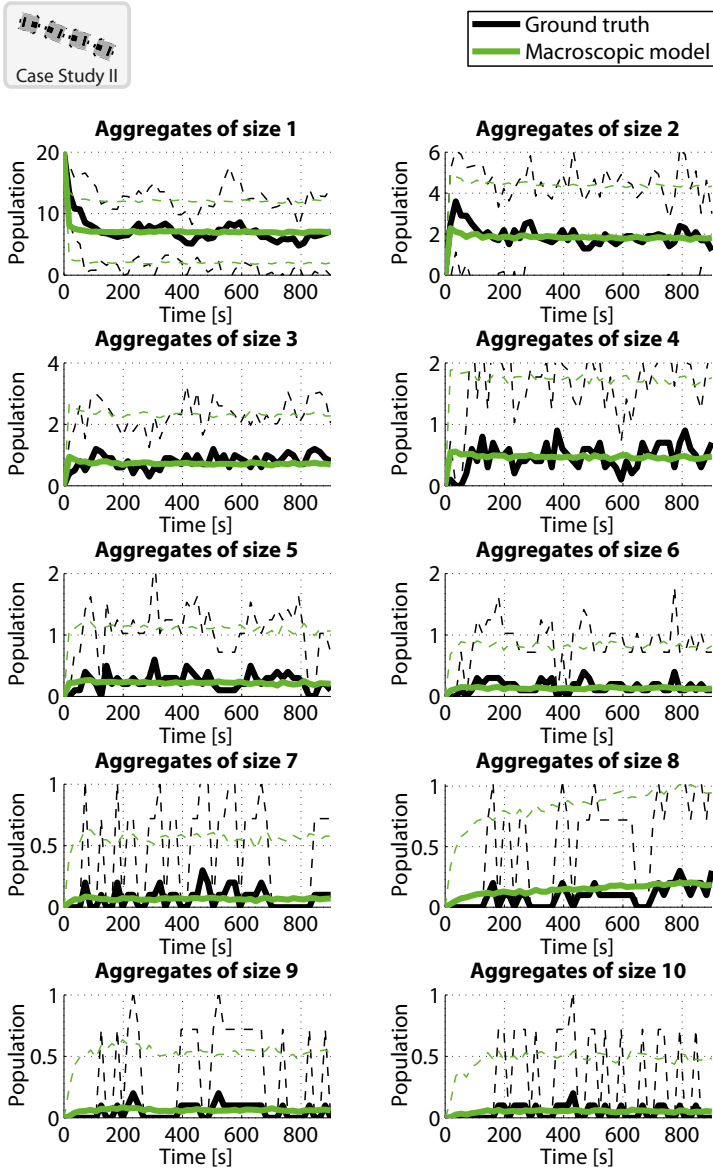 Case Study II
Ground truth
Macroscopic model
Aggregates of size 1
Population
20
10
0
0 200 400 600 800
Time [s]
Aggregates of size 2
Population
6
4
2
0
0 200 400 600 800
Time [s]
Aggregates of size 3
Population
4
2
0
0 200 400 600 800
Time [s]
Aggregates of size 4
Population
2
1
0
0 200 400 600 800
Time [s]
Aggregates of size 5
Population
2
1
0
0 200 400 600 800
Time [s]
Aggregates of size 6
Population
2
1
0
0 200 400 600 800
Time [s]
Aggregates of size 7
Population
1
0.5
0
0 200 400 600 800
Time [s]
Aggregates of size 8
Population
1
0.5
0
0 200 400 600 800
Time [s]
Aggregates of size 9
Population
1
0.5
0
0 200 400 600 800
Time [s]
Aggregates of size 10
Population
1
0.5
0
0 200 400 600 800
Time [s]